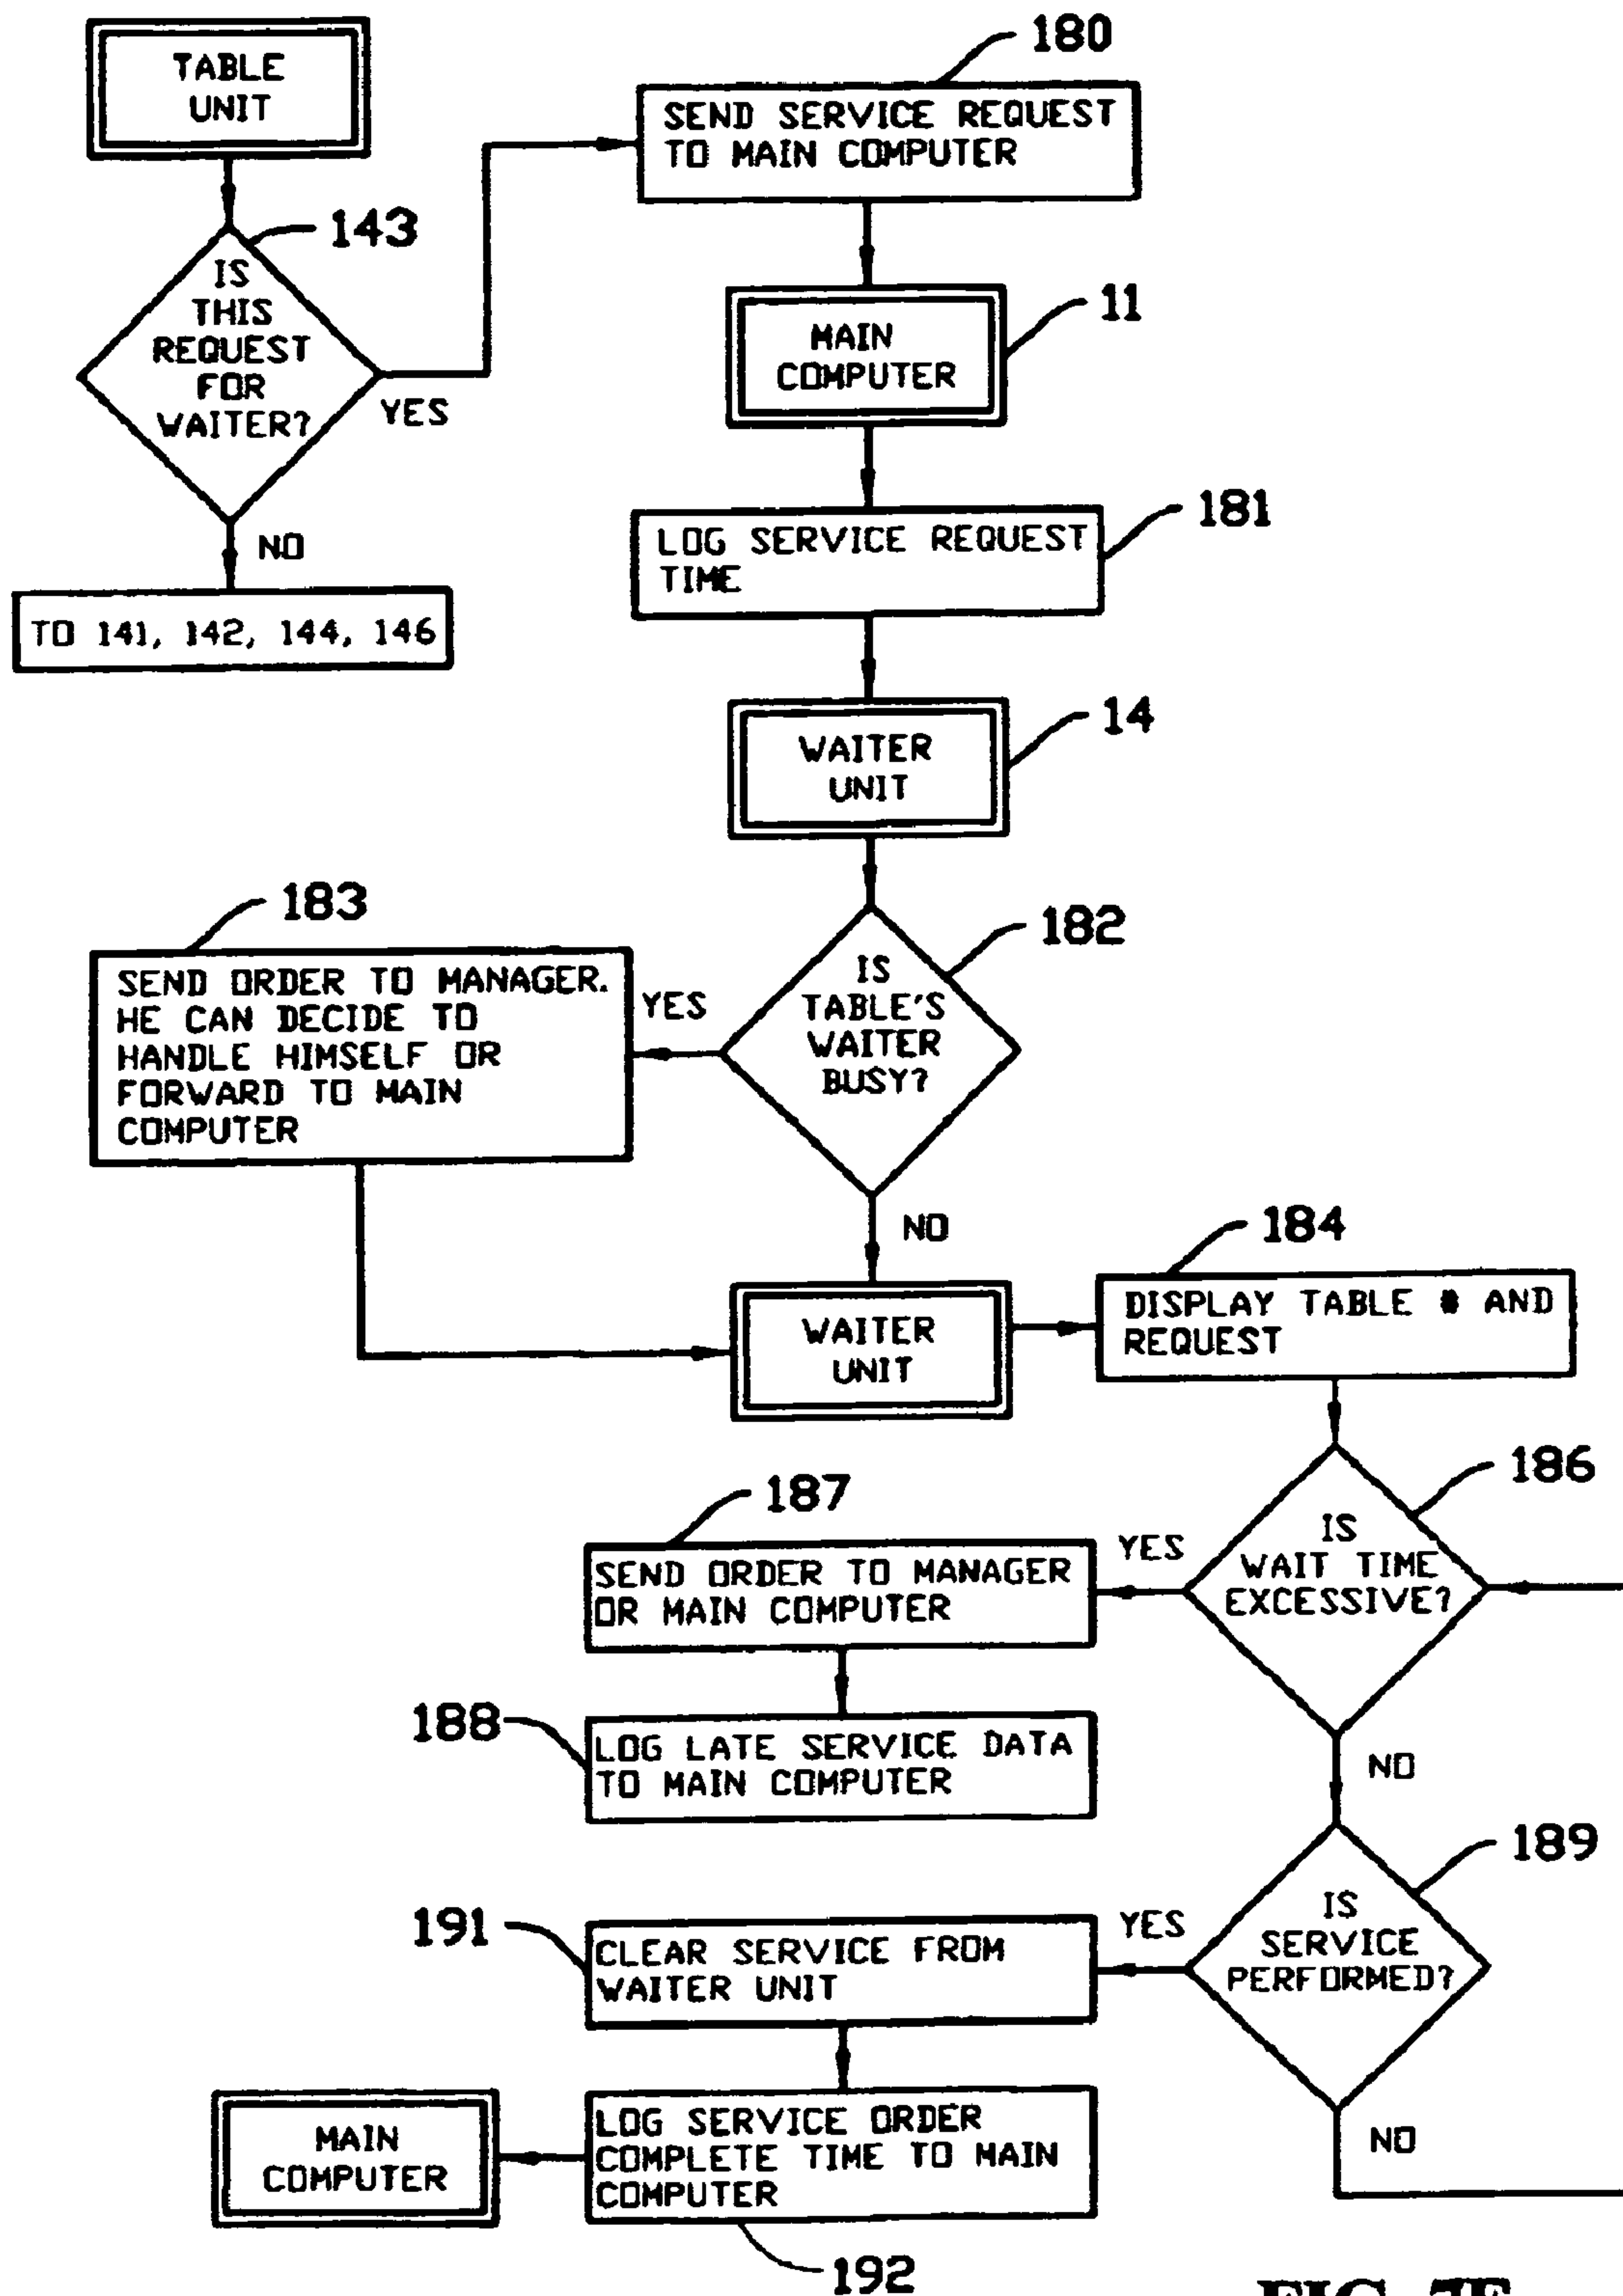 TABLE
UNIT
180
SEND SERVICE REQUEST
TO MAIN COMPUTER
143
IS
THIS
REQUEST
FOR
WAITER?
YES
11
MAIN
COMPUTER
NO
TO 141, 142, 144, 146
181
LOG SERVICE REQUEST
TIME
14
WAITER
UNIT
183
SEND ORDER TO MANAGER.
HE CAN DECIDE TO
HANDLE HIMSELF OR
FORWARD TO MAIN
COMPUTER
YES
182
IS
TABLE'S
WAITER
BUSY?
NO
WAITER
UNIT
184
DISPLAY TABLE # AND
REQUEST
186
IS
WAIT TIME
EXCESSIVE?
YES
187
SEND ORDER TO MANAGER
OR MAIN COMPUTER
188
LOG LATE SERVICE DATA
TO MAIN COMPUTER
NO
189
IS
SERVICE
PERFORMED?
YES
191
CLEAR SERVICE FROM
WAITER UNIT
NO
LOG SERVICE ORDER
COMPLETE TIME TO MAIN
COMPUTER
192
MAIN
COMPUTER